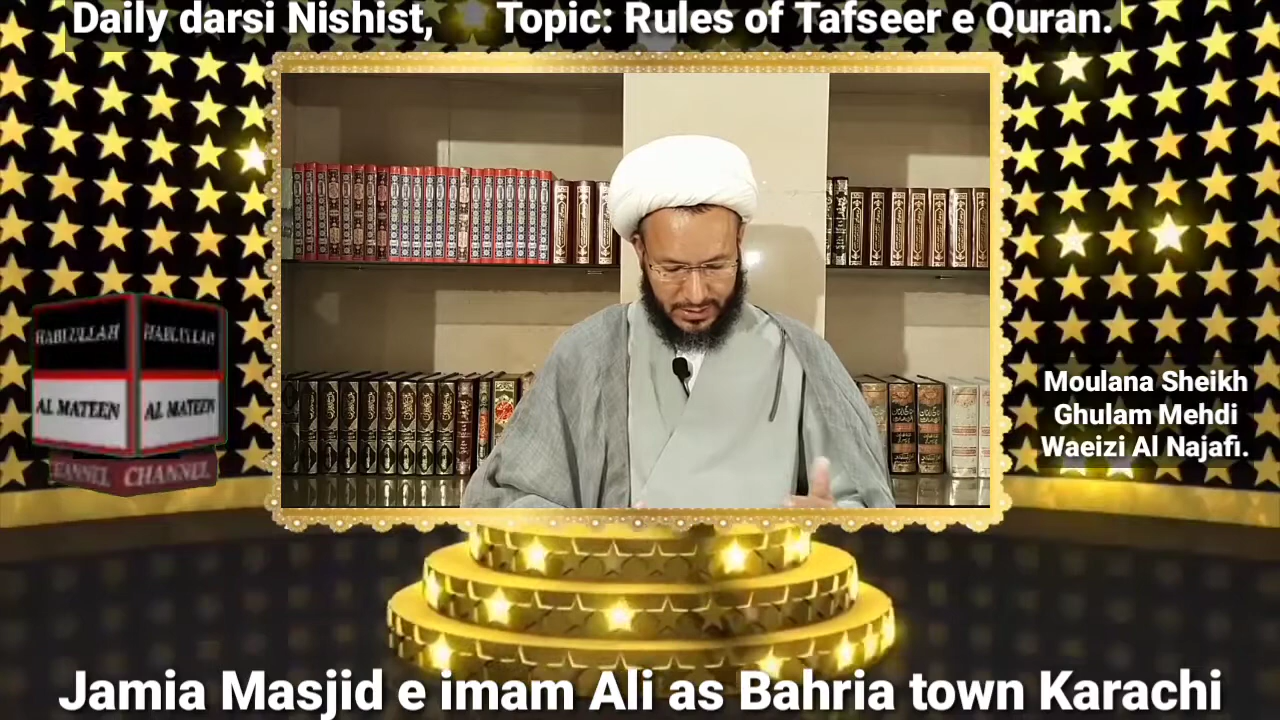 Daily darsi Nishist, Topic: Rules of Tafseer e Quran.
HABLULLAH HABLULLAH
AL MATEEN AL MATEEN
CHANNEL
Moulana Sheikh
Ghulam Mehdi
Waeizi Al Najafi.
Jamia Masjid e imam Ali as Bahria town Karachi